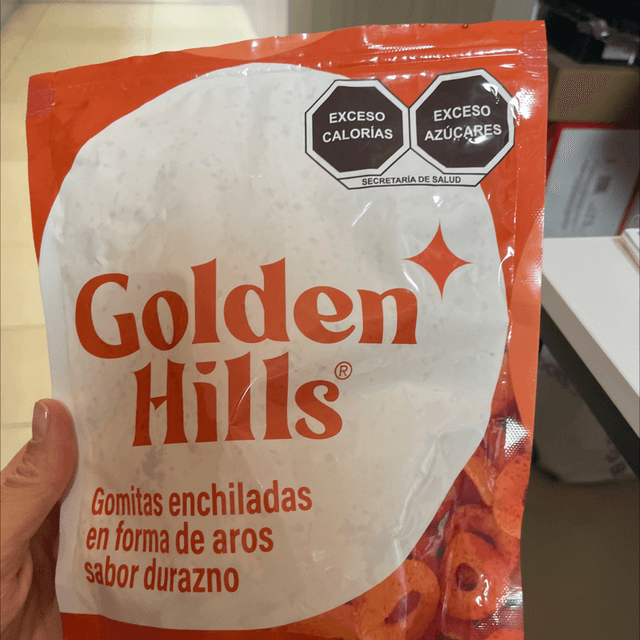 EXCESO
CALORÍAS
EXCESO
AZÚCARES
SECRETARÍA DE SALUD
Golden
Hills®
Gomitas enchiladas
en forma de aros
sabor durazno